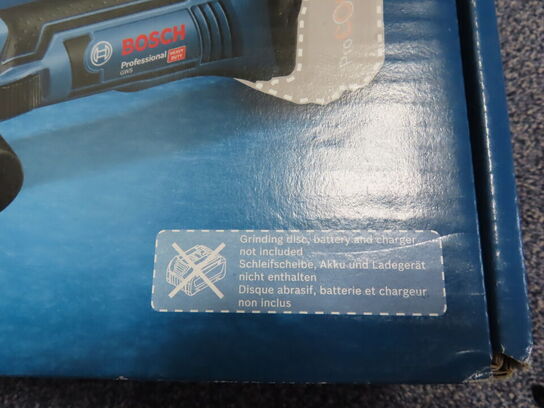 BOSCH
Professional
HEAVY
DUTY
GWS
Grinding disc, battery and charger
not included
Schleifscheibe, Akku und Ladegerät
nicht enthalten
Disque abrasif, batterie et chargeur
non inclus